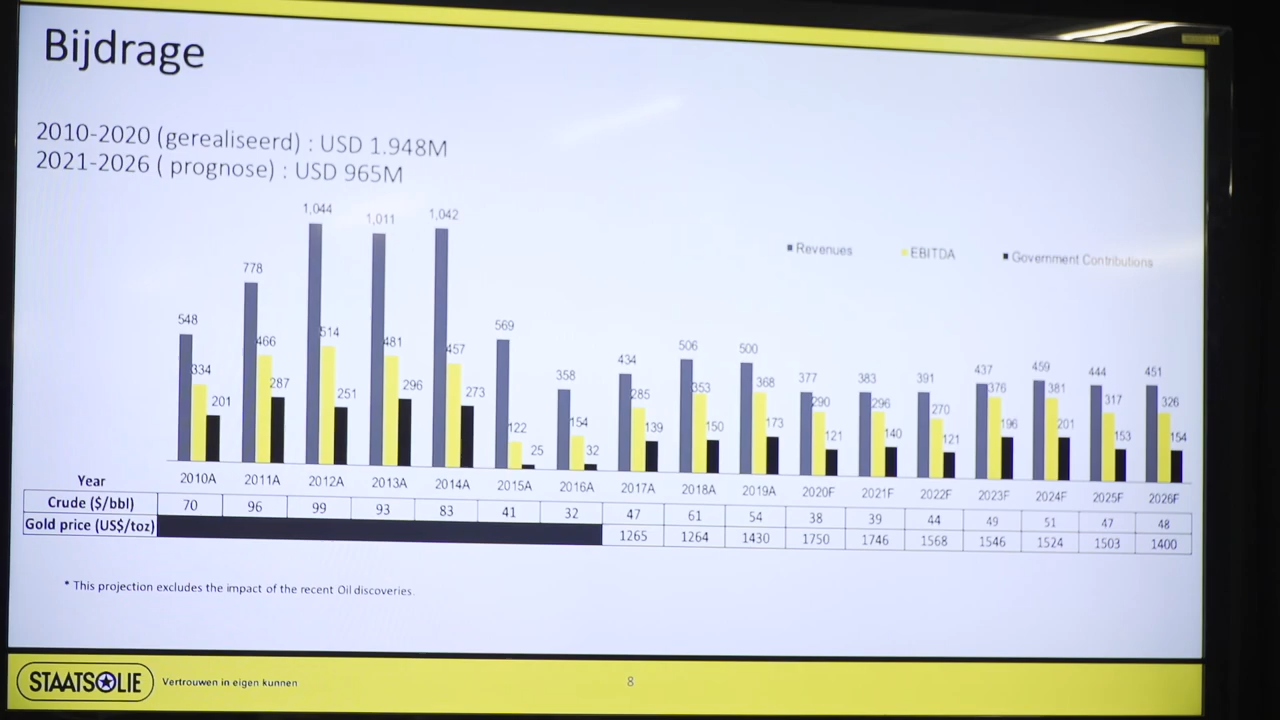 Bijdrage
2010-2020 (gerealiseerd) : USD 1.948M
2021-2026 ( prognose) : USD 965M
Revenues EBITDA Government Contributions
548 334 201
778 466 287
1,044 514 251
1,011 481 296
1,042 457 273
569 122 25
358 154 32
434 285 139
506 353 150
500 368 173
377 290 121
383 296 140
391 270 121
437 376 196
459 381 201
444 317 153
451 326 154
Year 2010A 2011A 2012A 2013A 2014A 2015A 2016A 2017A 2018A 2019A 2020F 2021F 2022F 2023F 2024F 2025F 2026F
Crude ($/bbl) 70 96 99 93 83 41 32 47 61 54 38 39 44 49 51 47 48
Gold price (US$/toz) 1265 1264 1430 1750 1746 1568 1546 1524 1503 1400
* This projection excludes the impact of the recent Oil discoveries.
STAATSOLIE Vertrouwen in eigen kunnen
8